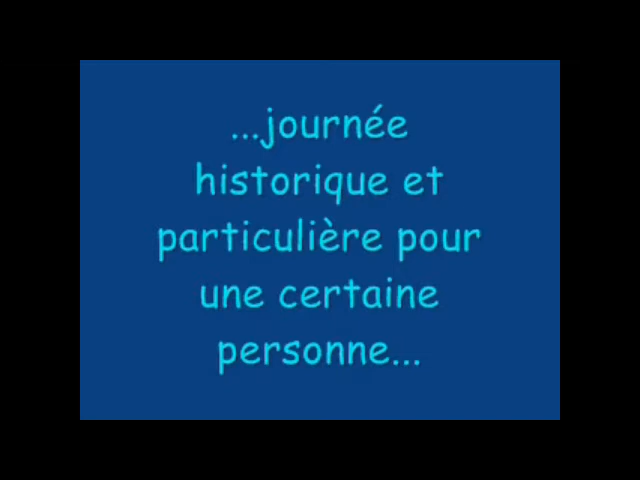 ...journée
historique et
particulière pour
une certaine
personne...